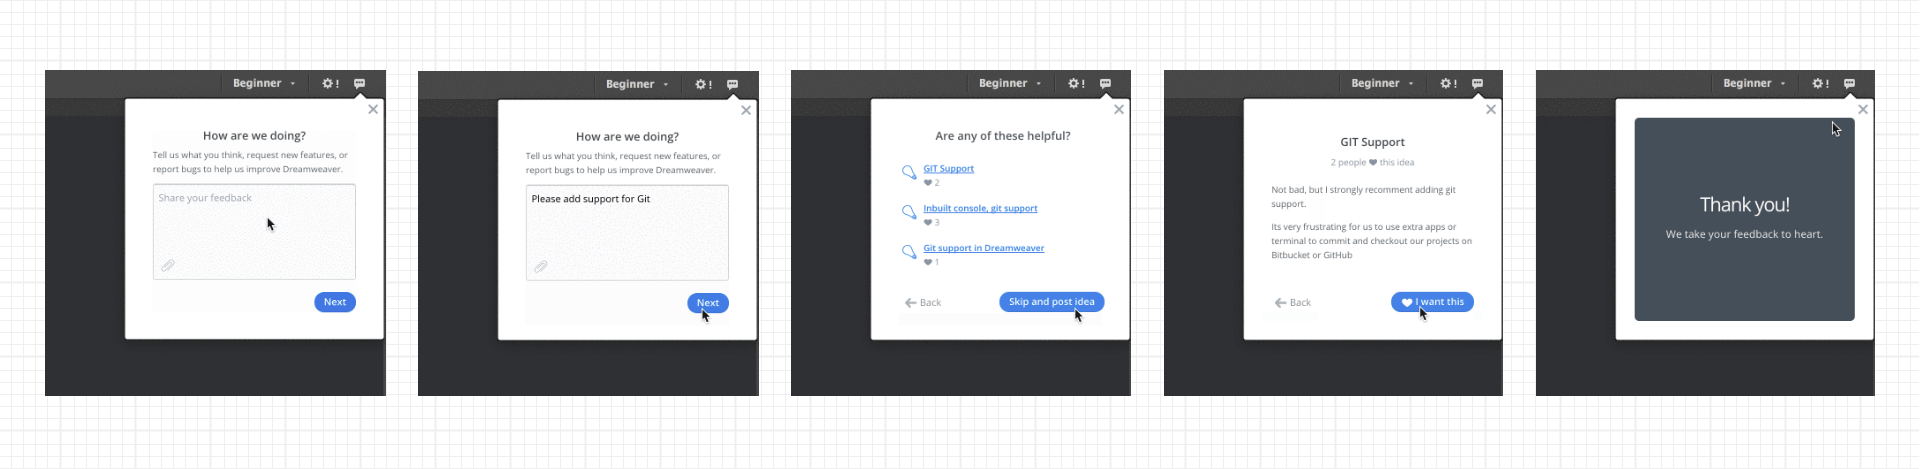 Beginner
!
How are we doing?
Tell us what you think, request new features, or
report bugs to help us improve Dreamweaver.
Share your feedback
Next
Beginner
!
How are we doing?
Tell us what you think, request new features, or
report bugs to help us improve Dreamweaver.
Please add support for Git
Next
Beginner
!
Are any of these helpful?
GIT Support
2
Inbuilt console, git support
3
Git support in Dreamweaver
1
Back
Skip and post idea
Beginner
!
GIT Support
2 people ♥ this idea
Not bad, but I strongly recomment adding git
support.
Its very frustrating for us to use extra apps or
terminal to commit and checkout our projects on
Bitbucket or GitHub
Back
I want this
Beginner
!
Thank you!
We take your feedback to heart.